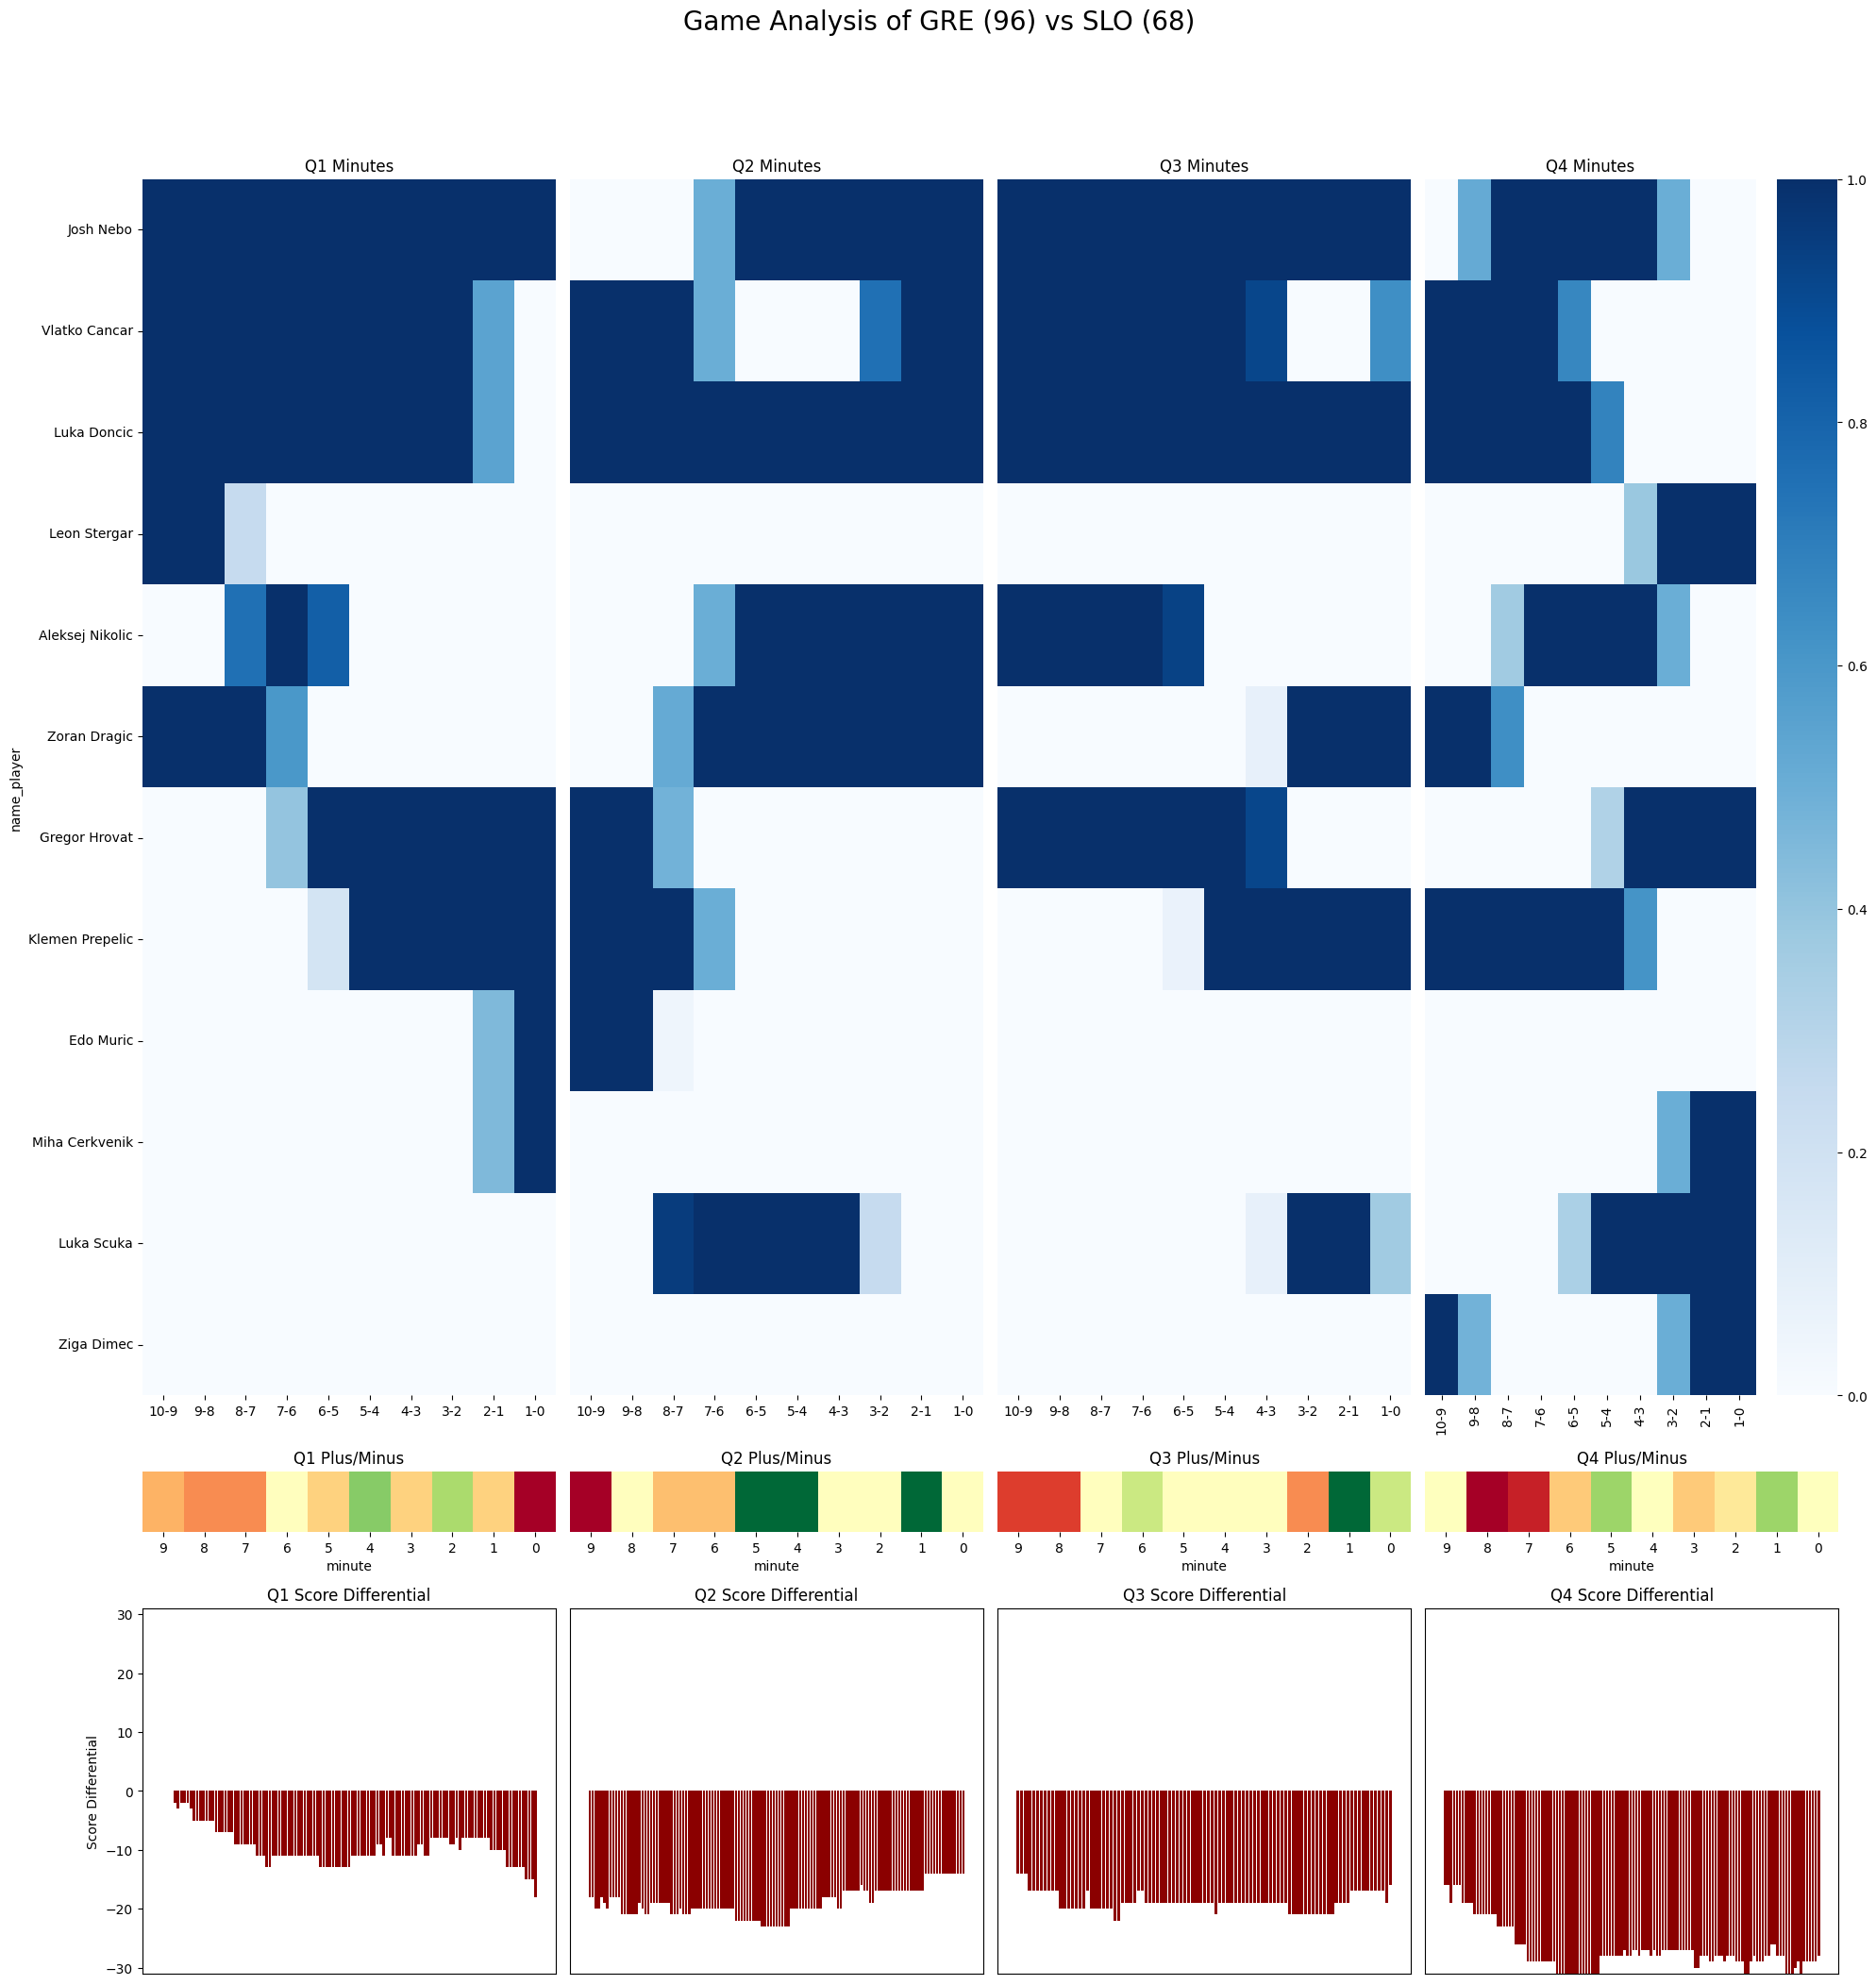 Game Analysis of GRE (96) vs SLO (68)
Q1 Minutes Q2 Minutes Q3 Minutes Q4 Minutes
name_player
Josh Nebo
Vlatko Cancar
Luka Doncic
Leon Stergar
Aleksej Nikolic
Zoran Dragic
Gregor Hrovat
Klemen Prepelic
Edo Muric
Miha Cerkvenik
Luka Scuka
Ziga Dimec
1.0
0.8
0.6
0.4
0.2
0.0
10-9 9-8 8-7 7-6 6-5 5-4 4-3 3-2 2-1 1-0 10-9 9-8 8-7 7-6 6-5 5-4 4-3 3-2 2-1 1-0 10-9 9-8 8-7 7-6 6-5 5-4 4-3 3-2 2-1 1-0 10-9 9-8 8-7 7-6 6-5 5-4 4-3 3-2 2-1 1-0
Q1 Plus/Minus Q2 Plus/Minus Q3 Plus/Minus Q4 Plus/Minus
9 8 7 6 5 4 3 2 1 0 9 8 7 6 5 4 3 2 1 0 9 8 7 6 5 4 3 2 1 0 9 8 7 6 5 4 3 2 1 0
minute minute minute minute
Q1 Score Differential Q2 Score Differential Q3 Score Differential Q4 Score Differential
Score Differential
30
20
10
0
−10
−20
−30